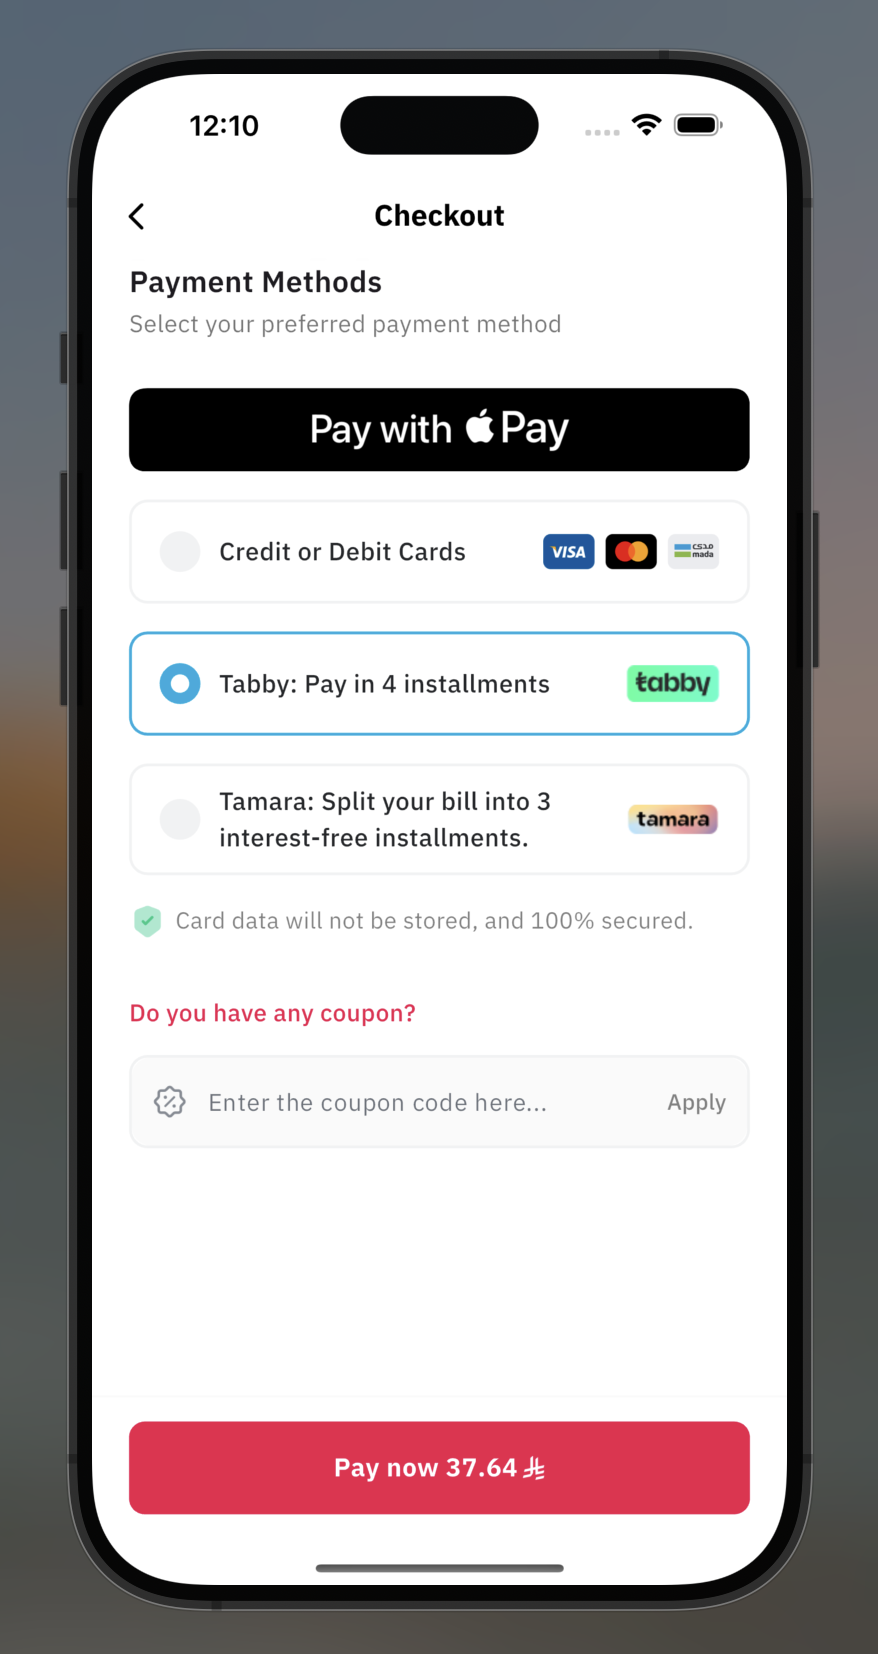 12:10
Checkout
Payment Methods
Select your preferred payment method
Pay with Pay
Credit or Debit Cards VISA مدى mada
Tabby: Pay in 4 installments tabby
Tamara: Split your bill into 3
interest-free installments. tamara
Card data will not be stored, and 100% secured.
Do you have any coupon?
Enter the coupon code here... Apply
Pay now 37.64 ⃁